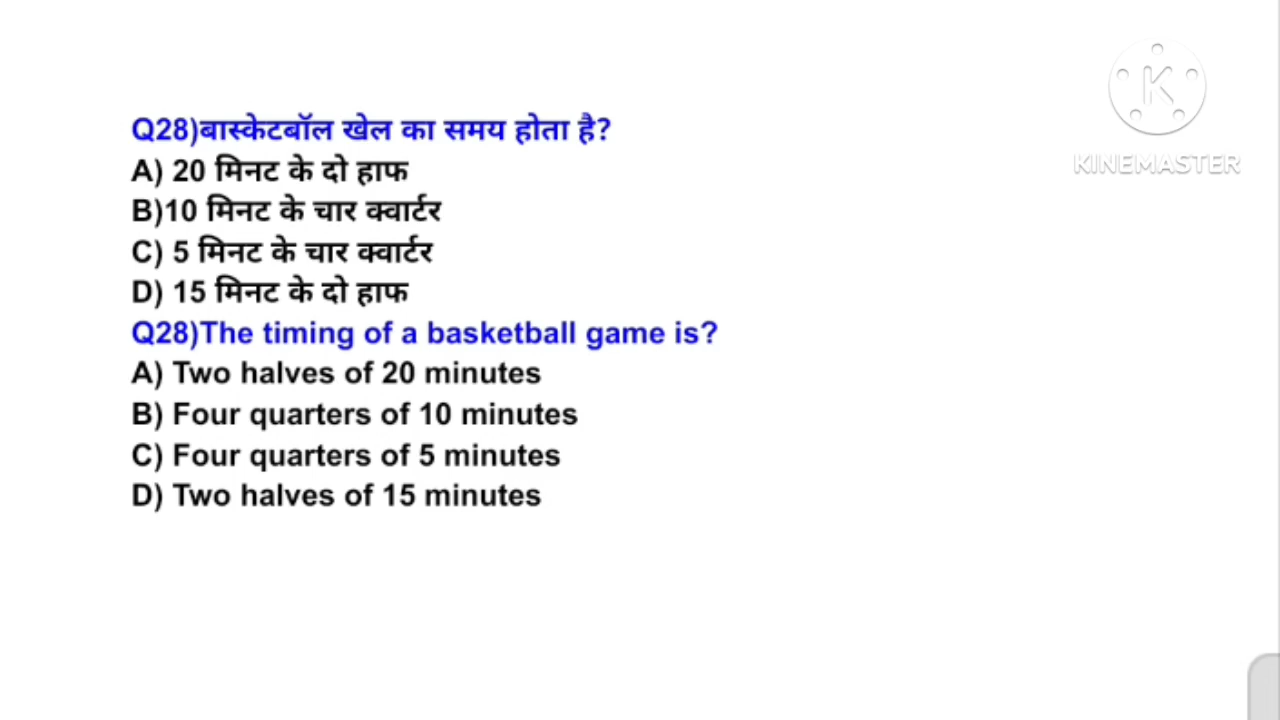 Q28)बास्केटबॉल खेल का समय होता है?
A) 20 मिनट के दो हाफ
B)10 मिनट के चार क्वार्टर
C) 5 मिनट के चार क्वार्टर
D) 15 मिनट के दो हाफ
Q28)The timing of a basketball game is?
A) Two halves of 20 minutes
B) Four quarters of 10 minutes
C) Four quarters of 5 minutes
D) Two halves of 15 minutes
K
KINEMASTER